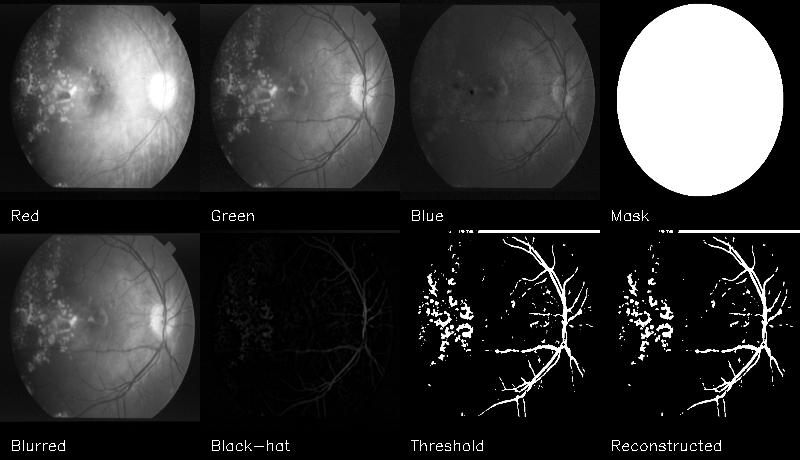 Red
Green
Blue
Mask
Blurred
Black-hat
Threshold
Reconstructed